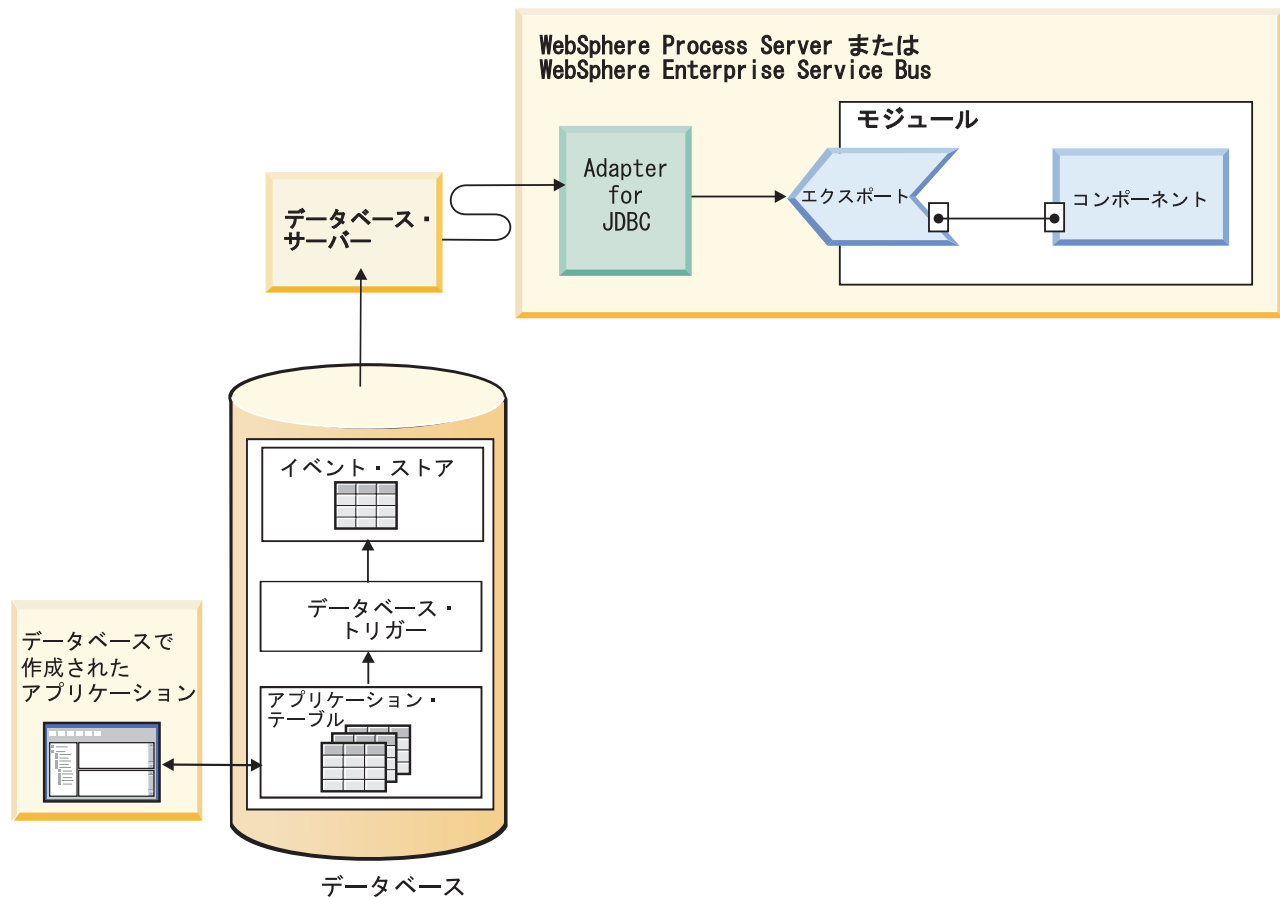 WebSphere Process Server または
WebSphere Enterprise Service Bus
モジュール
Adapter
for
JDBC
エクスポート
コンポーネント
データベース・
サーバー
イベント・ストア
データベース・
トリガー
データベースで
作成された
アプリケーション
アプリケーション・
テーブル
データベース